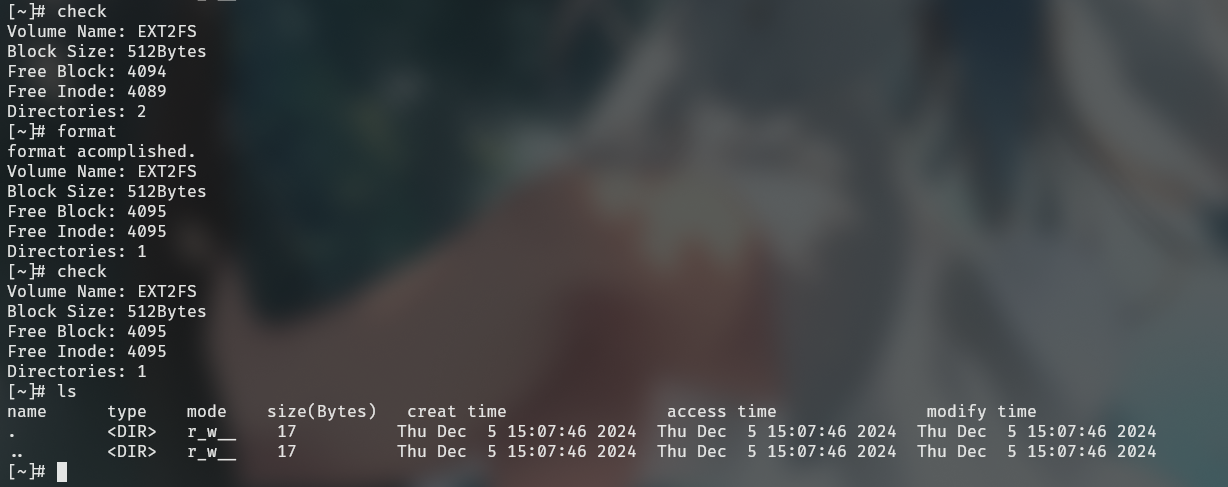 [~]# check
Volume Name: EXT2FS
Block Size: 512Bytes
Free Block: 4094
Free Inode: 4089
Directories: 2
[~]# format
format acomplished.
Volume Name: EXT2FS
Block Size: 512Bytes
Free Block: 4095
Free Inode: 4095
Directories: 1
[~]# check
Volume Name: EXT2FS
Block Size: 512Bytes
Free Block: 4095
Free Inode: 4095
Directories: 1
[~]# ls
name type mode size(Bytes) creat time access time modify time
. <DIR> r_w__ 17 Thu Dec 5 15:07:46 2024 Thu Dec 5 15:07:46 2024 Thu Dec 5 15:07:46 2024
.. <DIR> r_w__ 17 Thu Dec 5 15:07:46 2024 Thu Dec 5 15:07:46 2024 Thu Dec 5 15:07:46 2024
[~]#